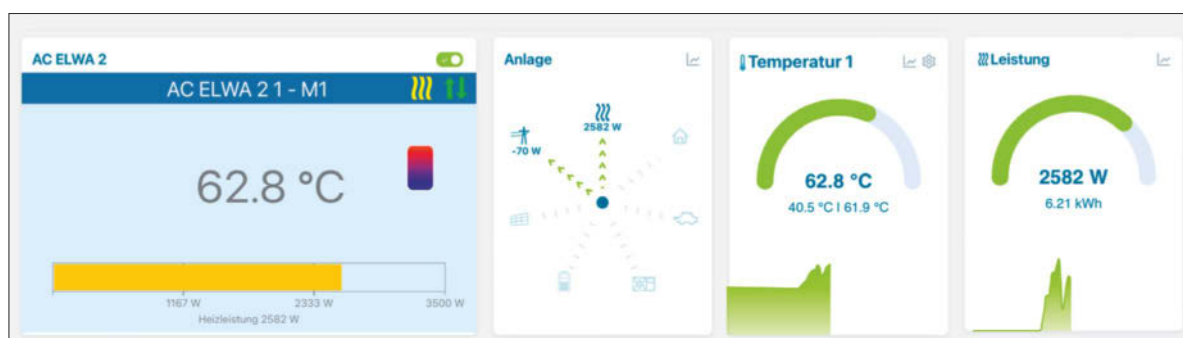 AC ELWA 2
AC ELWA 2 1 - M1
62.8 °C
1167 W 2333 W 3500 W
Heizleistung 2582 W
Anlage
2582 W
-70 W
Temperatur 1
62.8 °C
40.5 °C | 61.9 °C
Leistung
2582 W
6.21 kWh